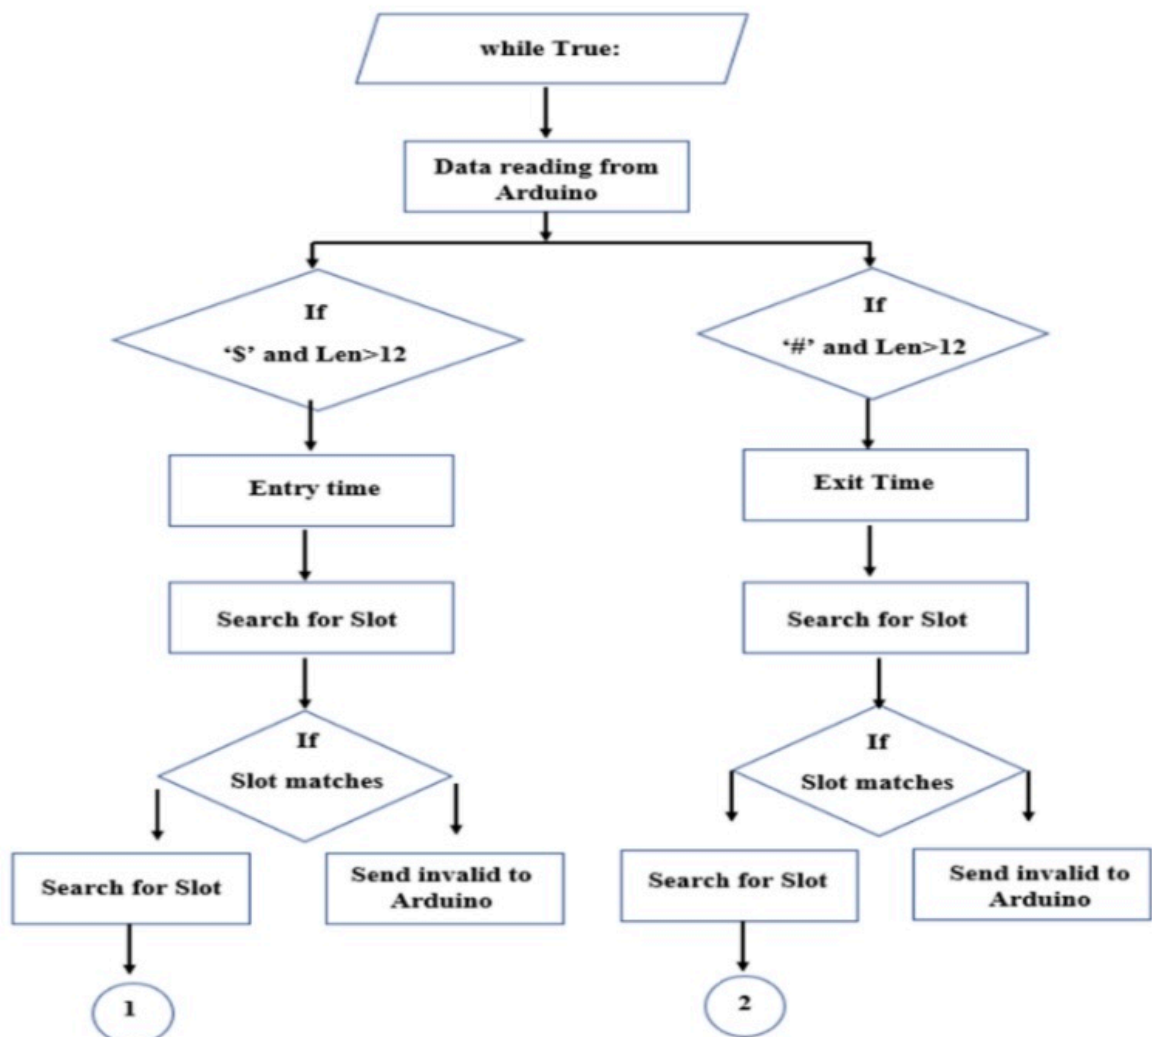 while True:
Data reading from
Arduino
If
‘$’ and Len>12
If
‘#’ and Len>12
Entry time
Exit Time
Search for Slot
Search for Slot
If
Slot matches
If
Slot matches
Search for Slot
Send invalid to
Arduino
Search for Slot
Send invalid to
Arduino
1
2